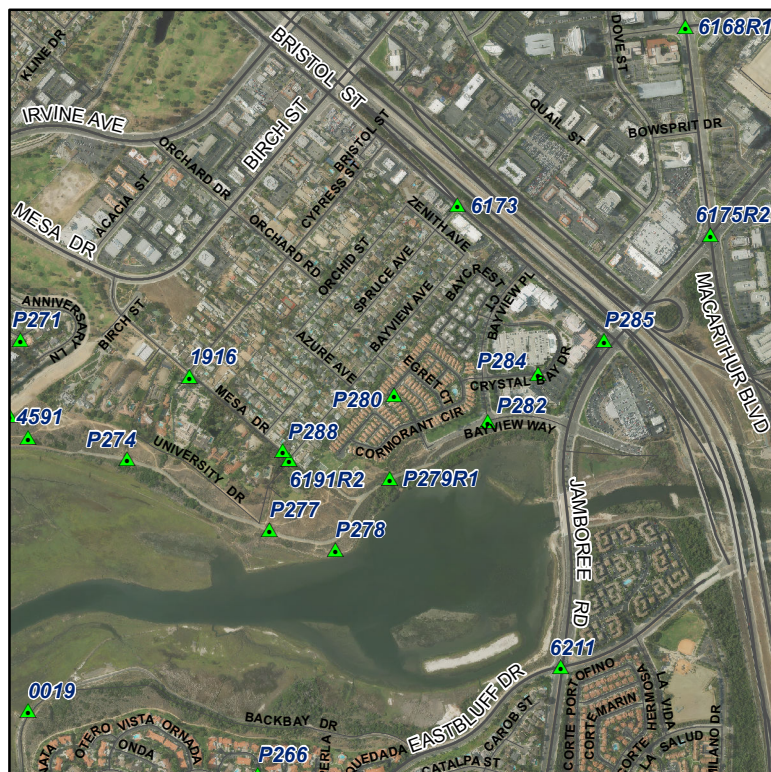 KLINE DR
BRISTOL ST
DOVE ST
6168R1
IRVINE AVE
BIRCH ST
QUAIL ST
BOWSPRIT DR
ORCHARD DR
BRISTOL ST
ACACIA ST
CYPRESS ST
MESA DR
6173
ZENITH AVE
6175R2
ORCHARD RD
ORCHID ST
SPRUCE AVE
BAYCREST CT
BAYVIEW PL
MACARTHUR BLVD
ANNIVERSARY LN
BIRCH ST
BAYVIEW AVE
P271
P285
AZURE AVE
1916
EGRET CT
P284
CRYSTAL BAY DR
MESA DR
P280
P282
CORMORANT CIR
BAYVIEW WAY
4591
P274
P288
UNIVERSITY DR
6191R2
P279R1
P277
P278
JAMBOREE RD
6211
EASTBLUFF DR
PORTOFINO
0019
BACKBAY DR
CAROB ST
CORTE
CORTE MARIN
HERMOSA
LA VIDA
MILANO DR
OTERO
VISTA ORNADA
ONDA
P266
PERLA
QUEDADA
CATALPA ST
CORTE
LA SALUD